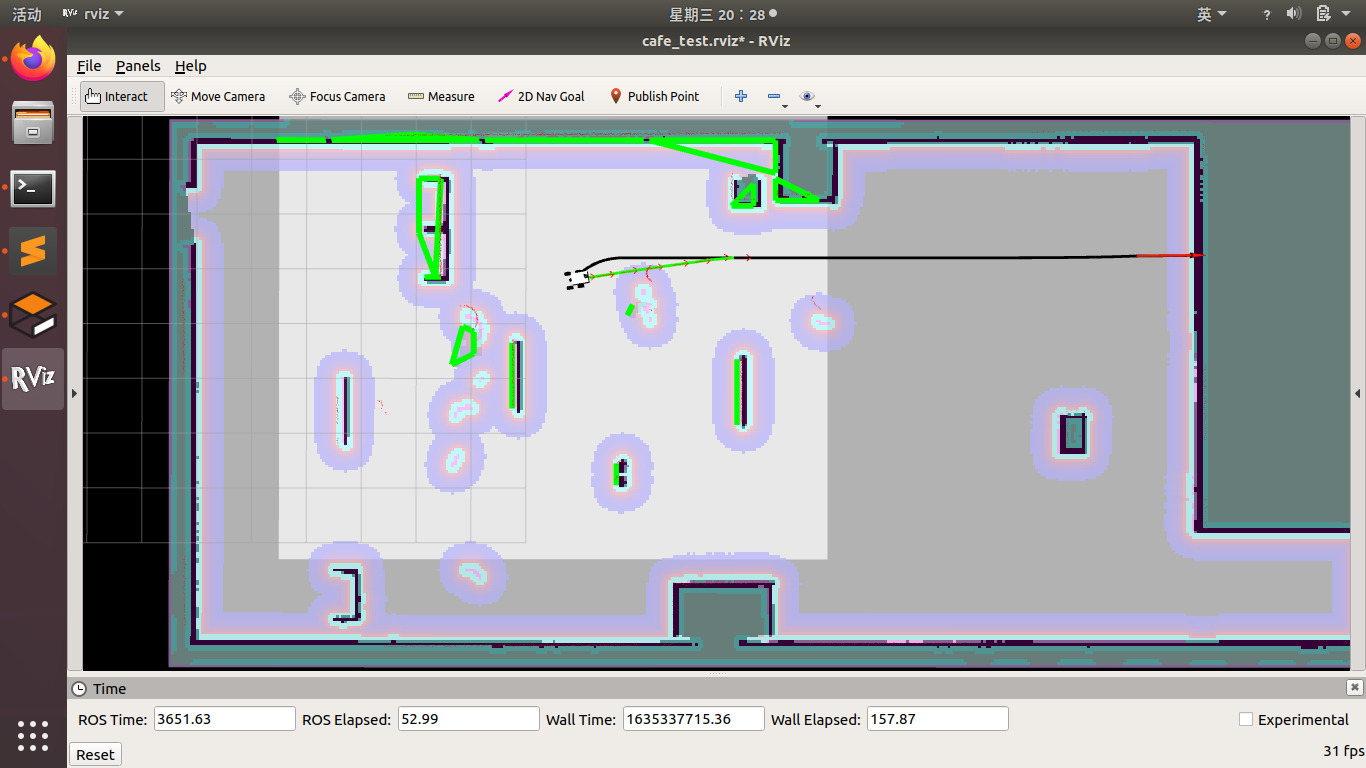 活动
RViz rviz
星期三 20：28
英
?
cafe_test.rviz* - RViz
File Panels Help
Interact Move Camera Focus Camera Measure 2D Nav Goal Publish Point
RViz
Time
ROS Time: 3651.63 ROS Elapsed: 52.99 Wall Time: 1635337715.36 Wall Elapsed: 157.87 Experimental
Reset 31 fps